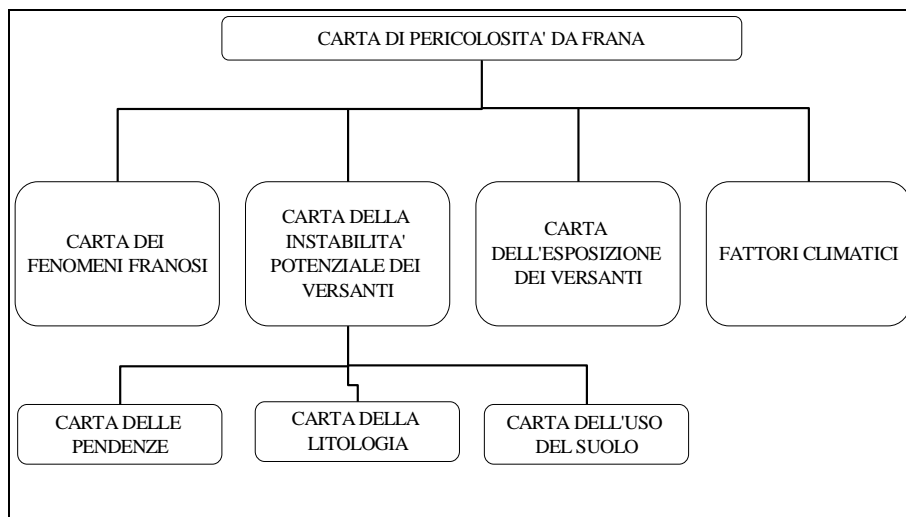 CARTA DI PERICOLOSITA' DA FRANA
CARTA DEI
FENOMENI FRANOSI
CARTA DELLA
INSTABILITA'
POTENZIALE DEI
VERSANTI
CARTA
DELL'ESPOSIZIONE
DEI VERSANTI
FATTORI CLIMATICI
CARTA DELLE
PENDENZE
CARTA DELLA
LITOLOGIA
CARTA DELL'USO
DEL SUOLO